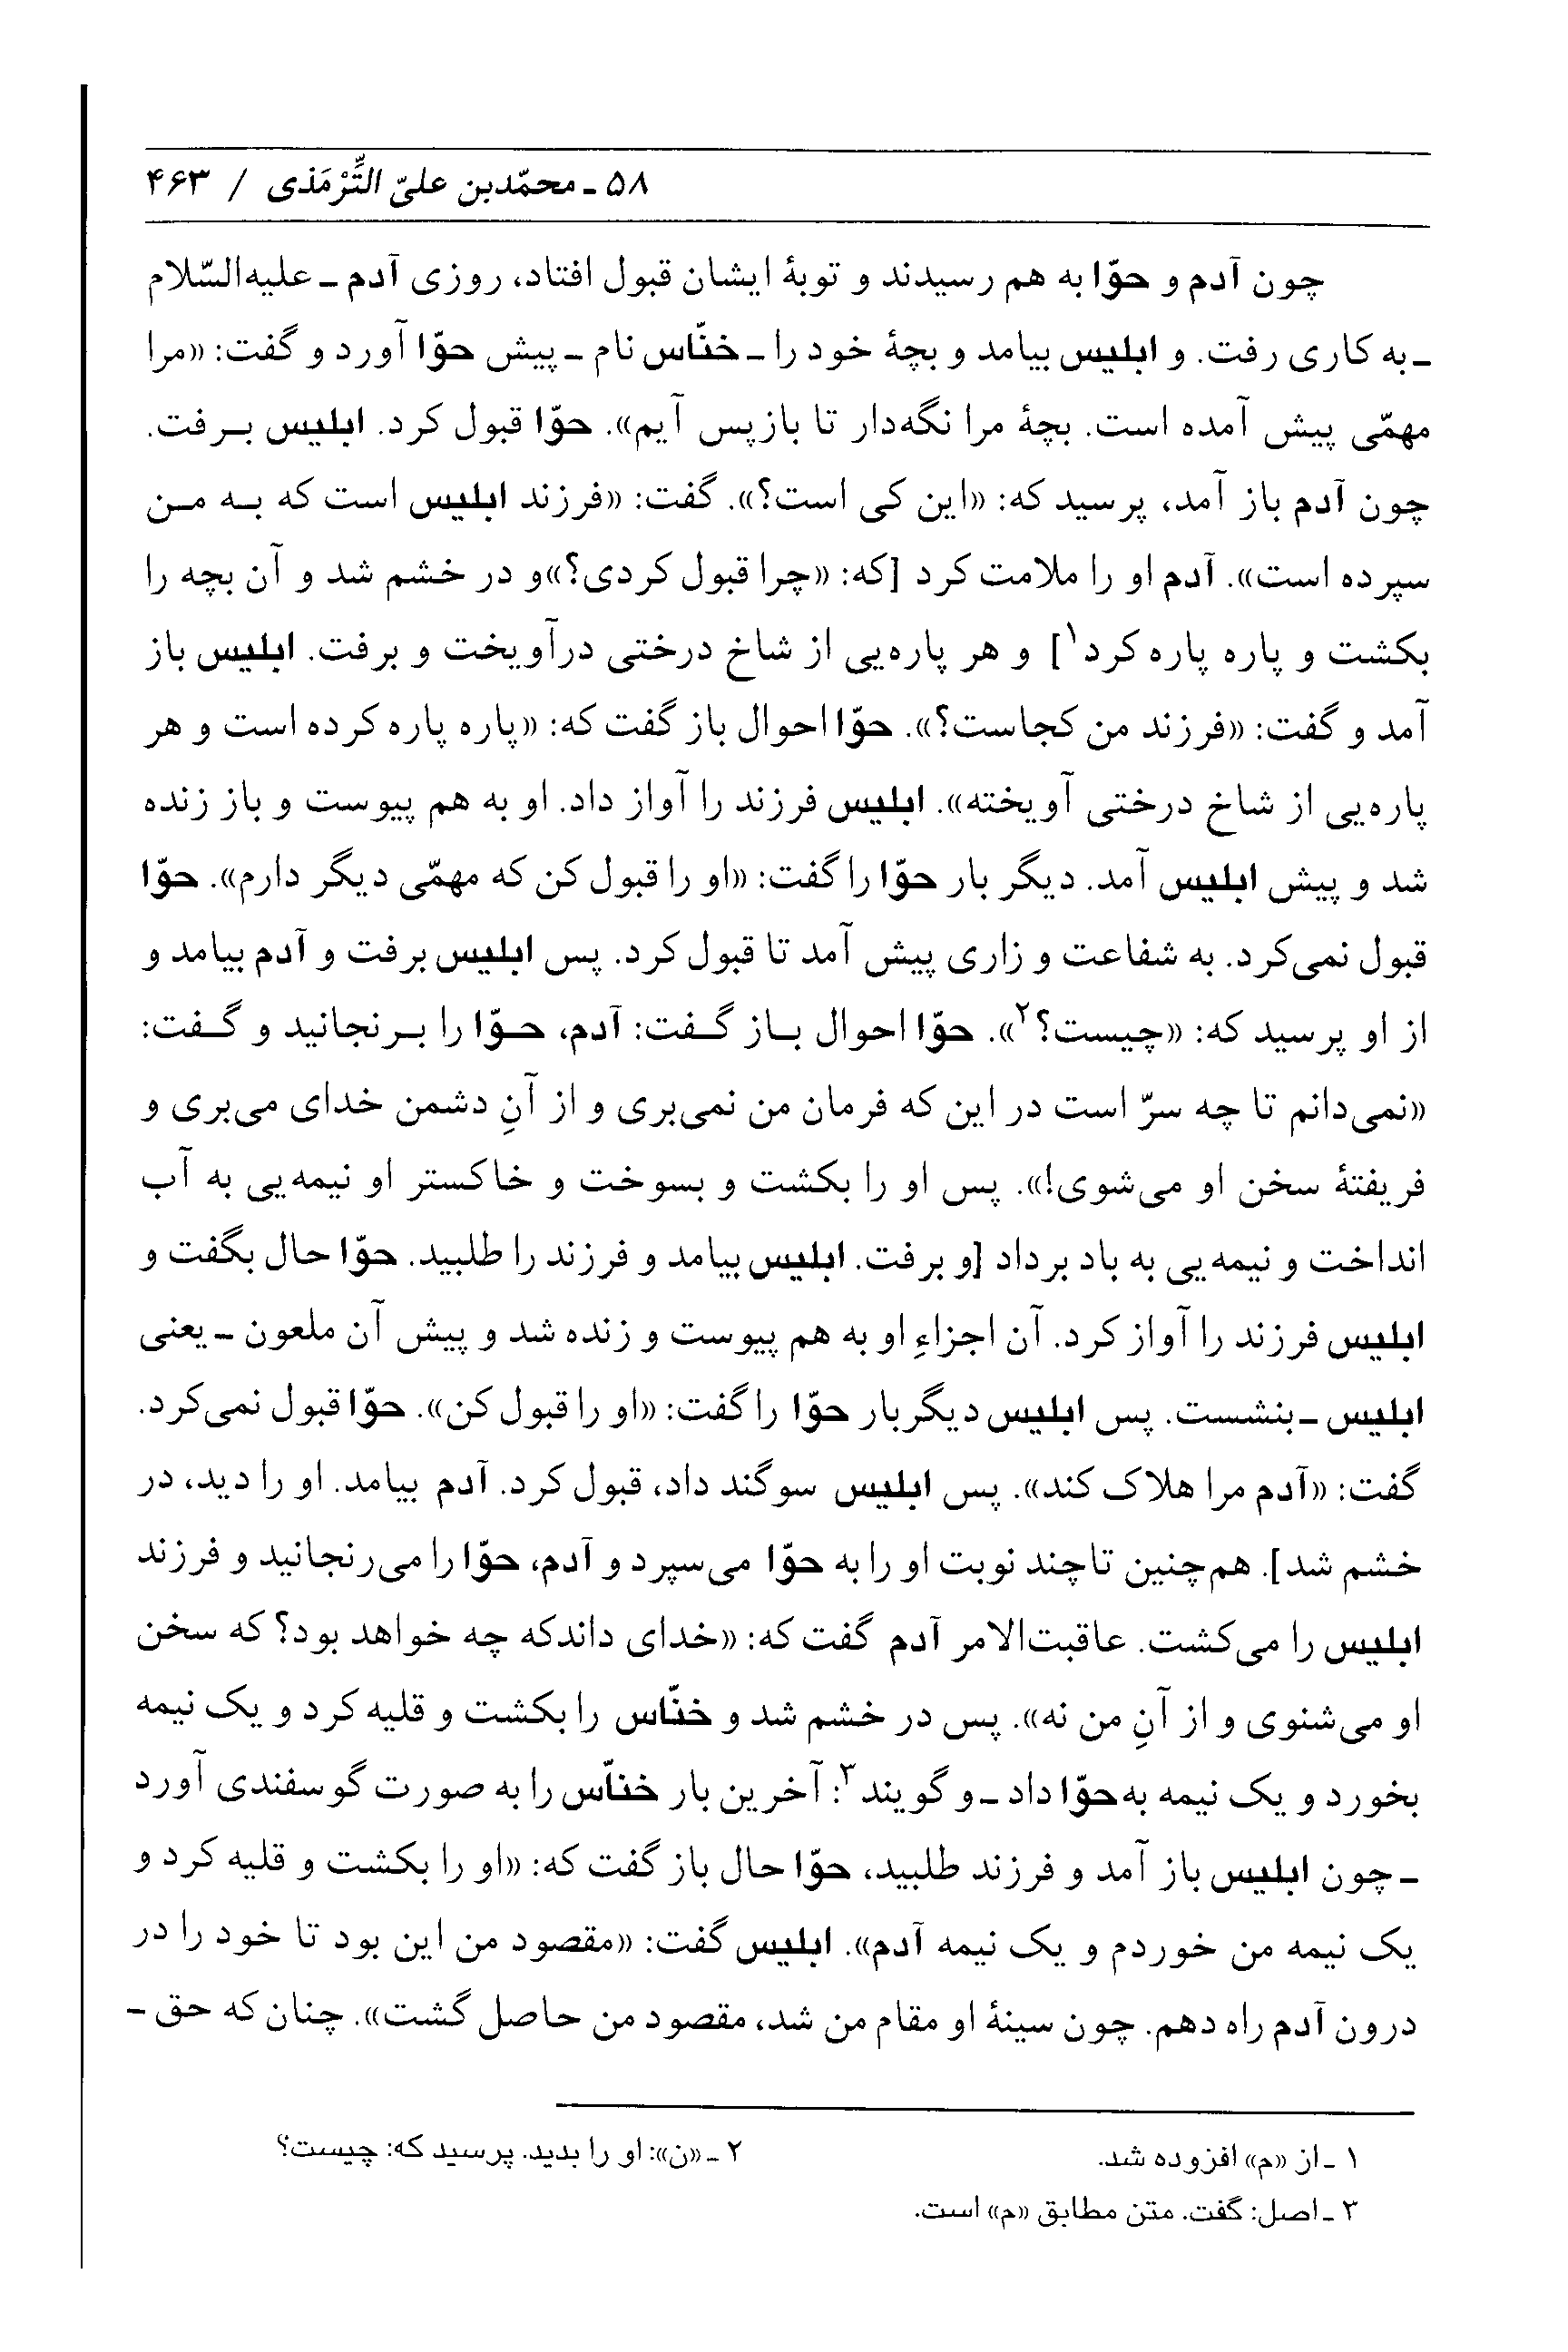 ۵۸ ـ محمّدبن علیّ التِّرْمَذی / ۴۶۳
چون آدم و حوّا به هم رسیدند و توبهٔ ایشان قبول افتاد، روزی آدم ـ علیه‌السّلام
ـ به کاری رفت. و ابلیس بیامد و بچهٔ خود را ـ خنّاس نام ـ پیش حوّا آورد و گفت: «مرا
مهمّی پیش آمده است. بچهٔ مرا نگه‌دار تا بازپس آیم». حوّا قبول کرد. ابلیس بـرفت.
چون آدم باز آمد، پرسید که: «این کی است؟». گفت: «فرزند ابلیس است که بـه مـن
سپرده است». آدم او را ملامت کرد [که: «چرا قبول کردی؟»و در خشم شد و آن بچه را
بکشت و پاره پاره کرد۱] و هر پاره‌یی از شاخ درختی درآویخت و برفت. ابلیس باز
آمد و گفت: «فرزند من کجاست؟». حوّا احوال باز گفت که: «پاره پاره کرده است و هر
پاره‌یی از شاخ درختی آویخته». ابلیس فرزند را آواز داد. او به هم پیوست و باز زنده
شد و پیش ابلیس آمد. دیگر بار حوّا را گفت: «او را قبول کن که مهمّی دیگر دارم». حوّا
قبول نمی‌کرد. به شفاعت و زاری پیش آمد تا قبول کرد. پس ابلیس برفت و آدم بیامد و
از او پرسید که: «چیست؟۲». حوّا احوال بـاز گـفت: آدم، حـوّا را بـرنجانید و گـفت:
«نمی‌دانم تا چه سرّ است در این که فرمان من نمی‌بری و از آنِ دشمن خدای می‌بری و
فریفتهٔ سخن او می‌شوی!». پس او را بکشت و بسوخت و خاکستر او نیمه‌یی به آب
انداخت و نیمه‌یی به باد برداد [و برفت. ابلیس بیامد و فرزند را طلبید. حوّا حال بگفت و
ابلیس فرزند را آواز کرد. آن اجزاءِ او به هم پیوست و زنده شد و پیش آن ملعون ـ یعنی
ابلیس ـ بنشست. پس ابلیس دیگربار حوّا را گفت: «او را قبول کن». حوّا قبول نمی‌کرد.
گفت: «آدم مرا هلاک کند». پس ابلیس سوگند داد، قبول کرد. آدم بیامد. او را دید، در
خشم شد]. هم‌چنین تاچند نوبت او را به حوّا می‌سپرد و آدم، حوّا را می‌رنجانید و فرزند
ابلیس را می‌کشت. عاقبت‌الامر آدم گفت که: «خدای داندکه چه خواهد بود؟ که سخن
او می‌شنوی و از آنِ من نه». پس در خشم شد و خنّاس را بکشت و قلیه کرد و یک نیمه
بخورد و یک نیمه به‌حوّا داد ـ و گویند۳: آخرین بار خناّس را به صورت گوسفندی آورد
ـ چون ابلیس باز آمد و فرزند طلبید، حوّا حال باز گفت که: «او را بکشت و قلیه کرد و
یک نیمه من خوردم و یک نیمه آدم». ابلیس گفت: «مقصود من این بود تا خود را در
درون آدم راه دهم. چون سینهٔ او مقام من شد، مقصود من حاصل گشت». چنان‌که حق ـ
۱ ـ از «م» افزوده شد. ۲ ـ «ن»: او را بدید. پرسید که: چیست؟
۳ ـ اصل: گفت. متن مطابق «م» است.